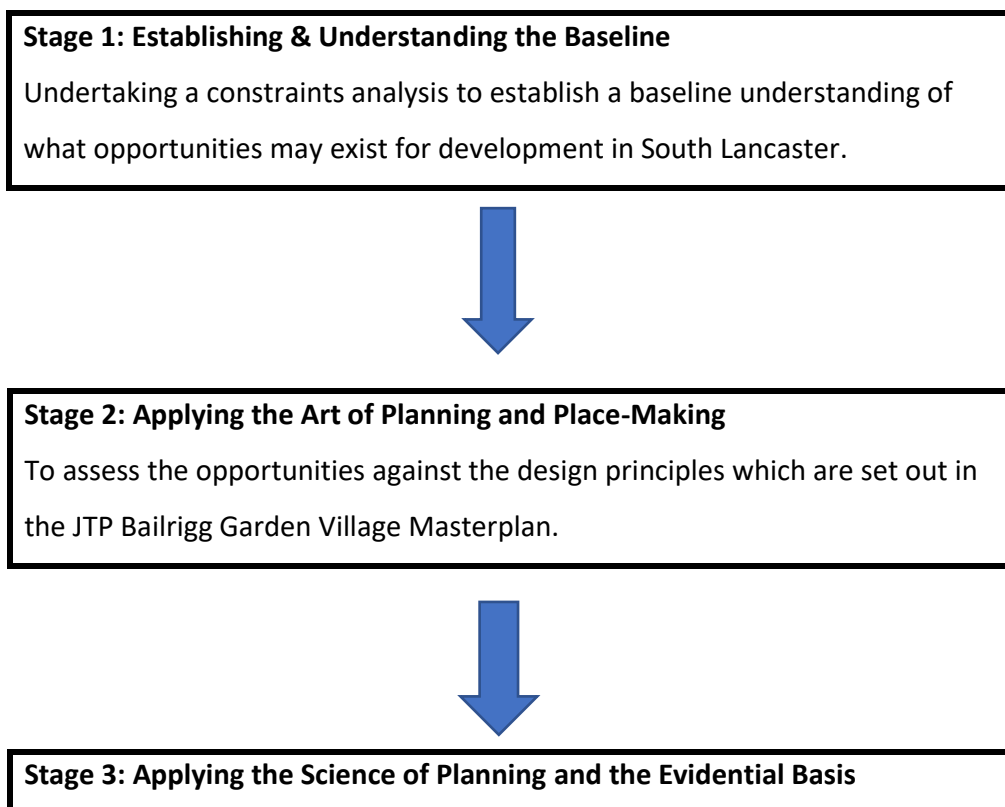 Stage 1: Establishing & Understanding the Baseline
Undertaking a constraints analysis to establish a baseline understanding of
what opportunities may exist for development in South Lancaster.
Stage 2: Applying the Art of Planning and Place-Making
To assess the opportunities against the design principles which are set out in
the JTP Bailrigg Garden Village Masterplan.
Stage 3: Applying the Science of Planning and the Evidential Basis